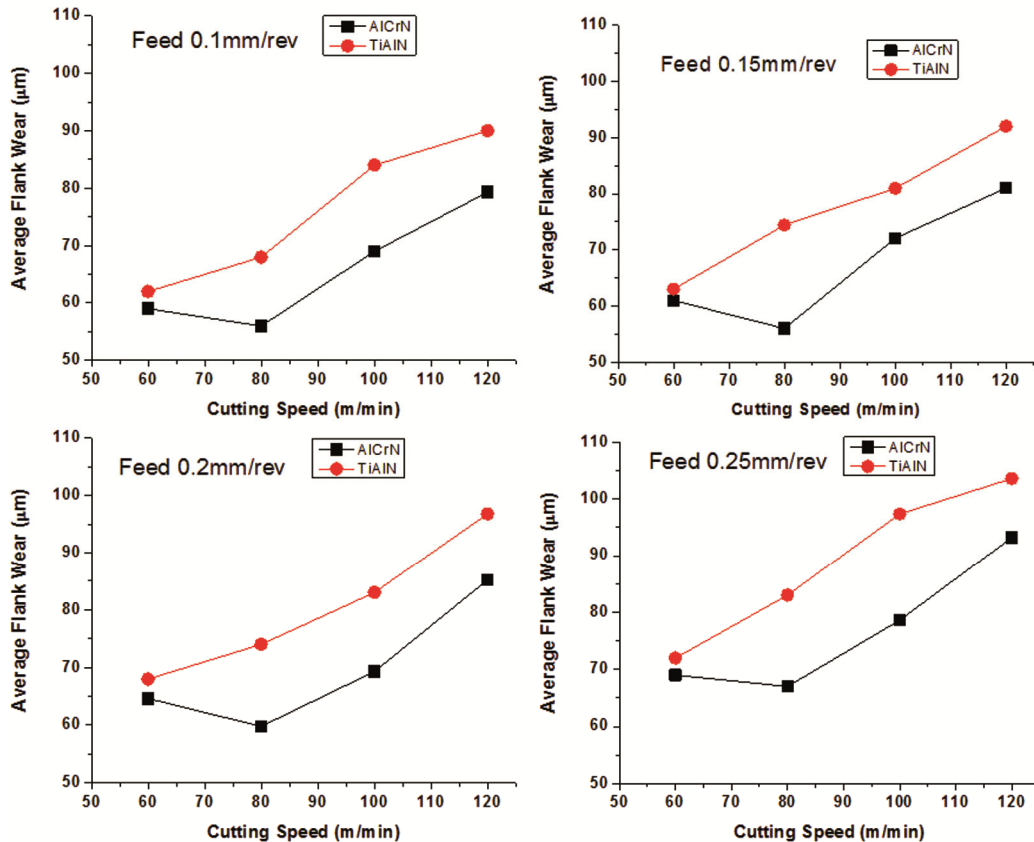 Feed 0.1mm/rev
AlCrN
TiAlN
Average Flank Wear (μm)
110
100
90
80
70
60
50
50 60 70 80 90 100 110 120
Cutting Speed (m/min)
Feed 0.15mm/rev
AlCrN
TiAlN
Average Flank Wear (μm)
110
100
90
80
70
60
50
50 60 70 80 90 100 110 120
Cutting Speed (m/min)
Feed 0.2mm/rev
AlCrN
TiAlN
Average Flank Wear (μm)
110
100
90
80
70
60
50
50 60 70 80 90 100 110 120
Cutting Speed (m/min)
Feed 0.25mm/rev
AlCrN
TiAlN
Average Flank Wear (μm)
110
100
90
80
70
60
50
50 60 70 80 90 100 110 120
Cutting Speed (m/min)